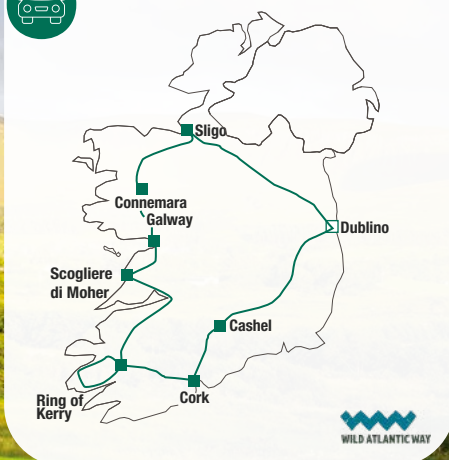 Sligo
Connemara
Galway
Dublino
Scogliere
di Moher
Cashel
Ring of
Kerry
Cork
WILD ATLANTIC WAY